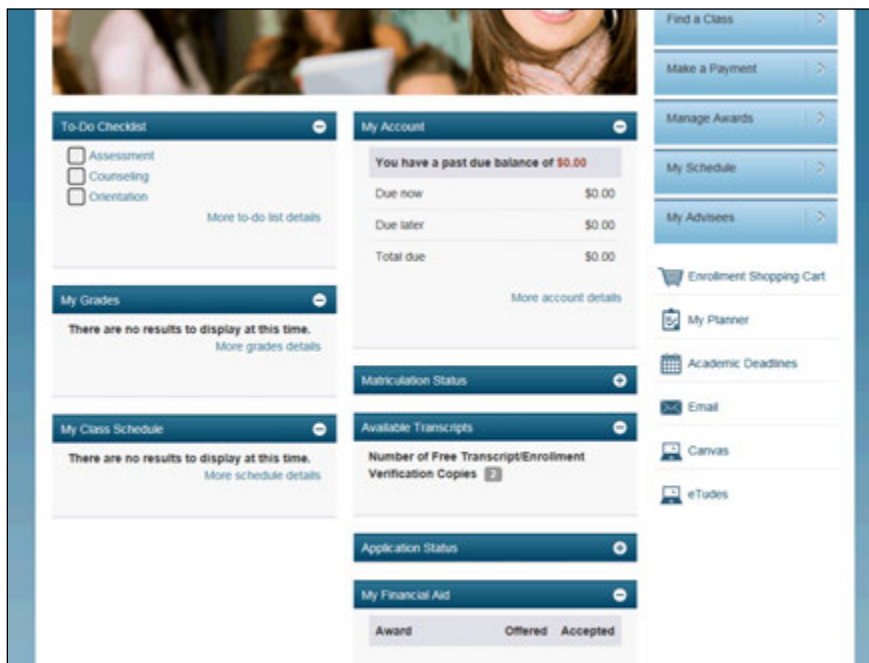 To-Do Checklist
Assessment
Counseling
Orientation
More to-do list details
My Grades
There are no results to display at this time.
More grades details
My Class Schedule
There are no results to display at this time.
More schedule details
My Account
You have a past due balance of $0.00
Due now $0.00
Due later $0.00
Total due $0.00
More account details
Matriculation Status
Available Transcripts
Number of Free Transcript/Enrollment
Verification Copies 2
Application Status
My Financial Aid
Award Offered Accepted
Find a Class
Make a Payment
Manage Awards
My Schedule
My Advisees
Enrollment Shopping Cart
My Planner
Academic Deadlines
Email
Canvas
eTudes